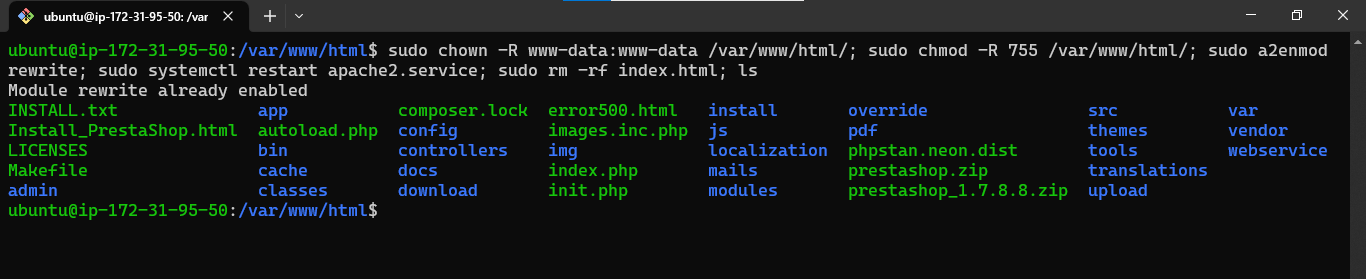 ubuntu@ip-172-31-95-50: /var
ubuntu@ip-172-31-95-50:/var/www/html$ sudo chown -R www-data:www-data /var/www/html/; sudo chmod -R 755 /var/www/html/; sudo a2enmod
rewrite; sudo systemctl restart apache2.service; sudo rm -rf index.html; ls
Module rewrite already enabled
INSTALL.txt app composer.lock error500.html install override src var
Install_PrestaShop.html autoload.php config images.inc.php js pdf themes vendor
LICENSES bin controllers img localization phpstan.neon.dist tools webservice
Makefile cache docs index.php mails prestashop.zip translations
admin classes download init.php modules prestashop_1.7.8.8.zip upload
ubuntu@ip-172-31-95-50:/var/www/html$